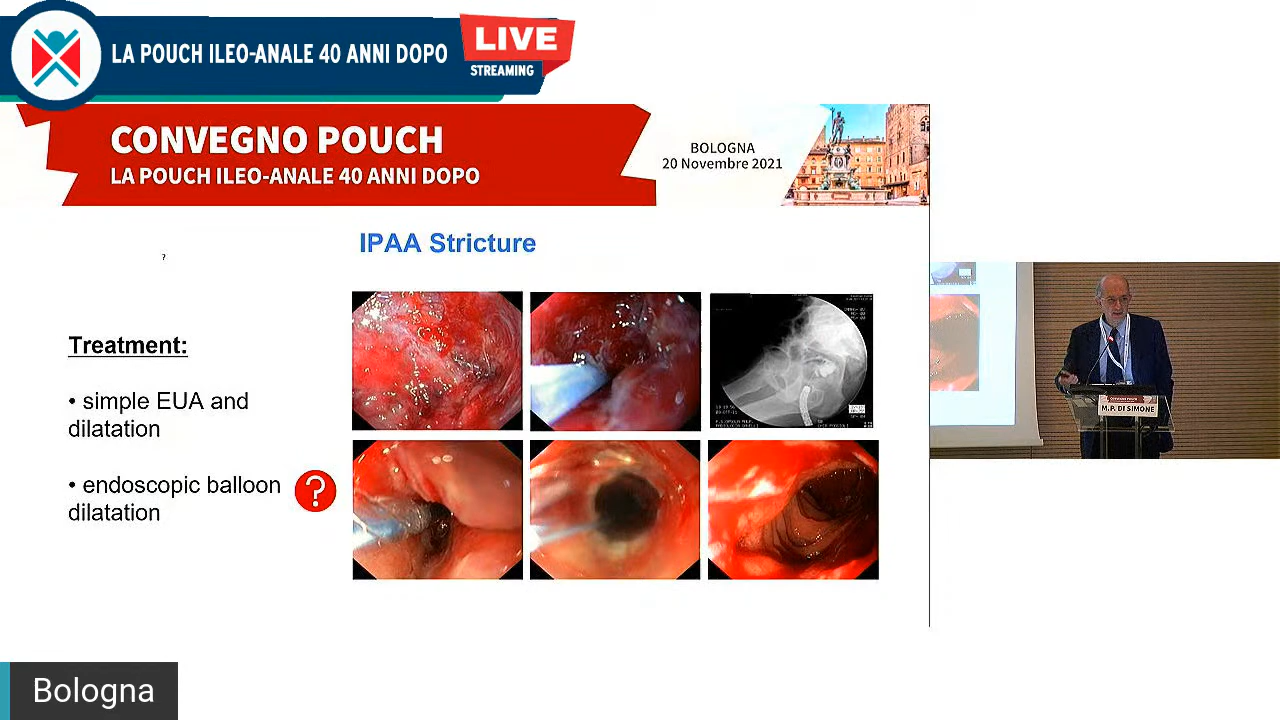 LA POUCH ILEO-ANALE 40 ANNI DOPO
LIVE
STREAMING
CONVEGNO POUCH
LA POUCH ILEO-ANALE 40 ANNI DOPO
BOLOGNA
20 Novembre 2021
IPAA Stricture
?
Treatment:
• simple EUA and
dilatation
• endoscopic balloon
dilatation
?
M.P. DI SIMONE
Bologna